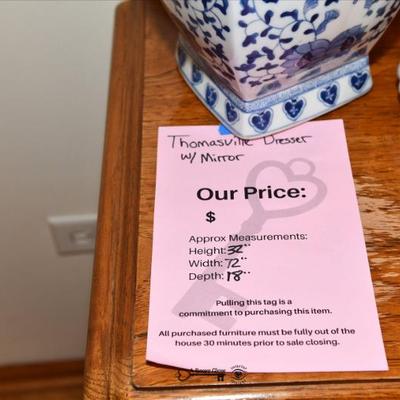 Thomasville Dresser
w/ Mirror
Our Price:
$
Approx Measurements:
Height: 32"
Width: 72"
Depth: 18"
Pulling this tag is a
commitment to purchasing this item.
All purchased furniture must be fully out of the
house 30 minutes prior to sale closing.